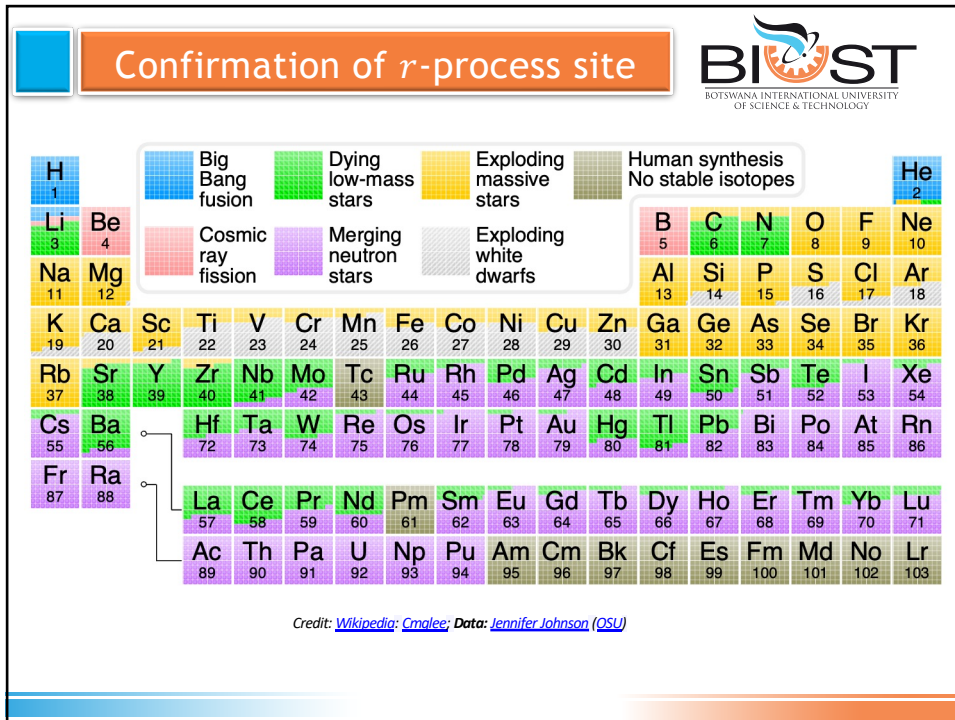 Confirmation of r-process site
BIUST
BOTSWANA INTERNATIONAL UNIVERSITY
OF SCIENCE & TECHNOLOGY
Big
Bang
fusion
Dying
low-mass
stars
Exploding
massive
stars
Human synthesis
No stable isotopes
Cosmic
ray
fission
Merging
neutron
stars
Exploding
white
dwarfs
H He
1 2
Li Be B C N O F Ne
3 4 5 6 7 8 9 10
Na Mg Al Si P S Cl Ar
11 12 13 14 15 16 17 18
K Ca Sc Ti V Cr Mn Fe Co Ni Cu Zn Ga Ge As Se Br Kr
19 20 21 22 23 24 25 26 27 28 29 30 31 32 33 34 35 36
Rb Sr Y Zr Nb Mo Tc Ru Rh Pd Ag Cd In Sn Sb Te I Xe
37 38 39 40 41 42 43 44 45 46 47 48 49 50 51 52 53 54
Cs Ba Hf Ta W Re Os Ir Pt Au Hg Tl Pb Bi Po At Rn
55 56 72 73 74 75 76 77 78 79 80 81 82 83 84 85 86
Fr Ra
87 88
La Ce Pr Nd Pm Sm Eu Gd Tb Dy Ho Er Tm Yb Lu
57 58 59 60 61 62 63 64 65 66 67 68 69 70 71
Ac Th Pa U Np Pu Am Cm Bk Cf Es Fm Md No Lr
89 90 91 92 93 94 95 96 97 98 99 100 101 102 103
Credit: Wikipedia: Cmglee; Data: Jennifer Johnson (OSU)